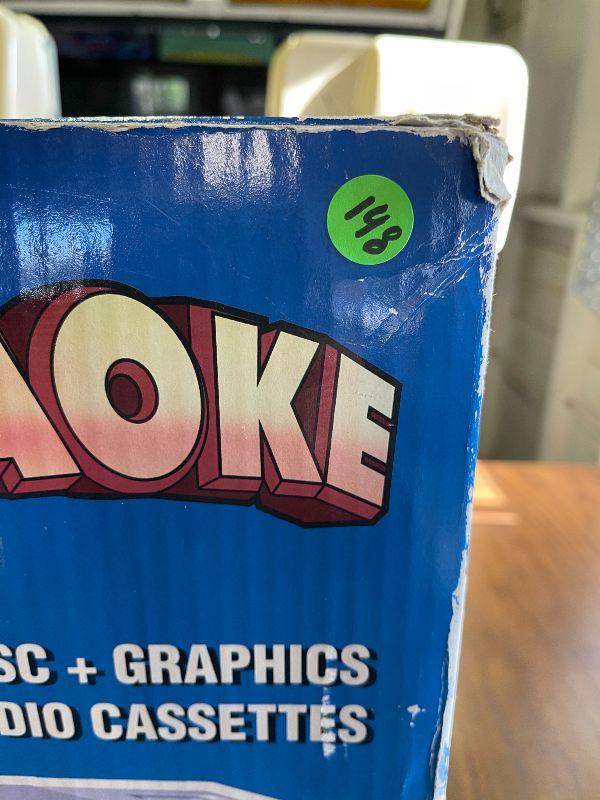 148
AOKE
SC + GRAPHICS
DIO CASSETTES